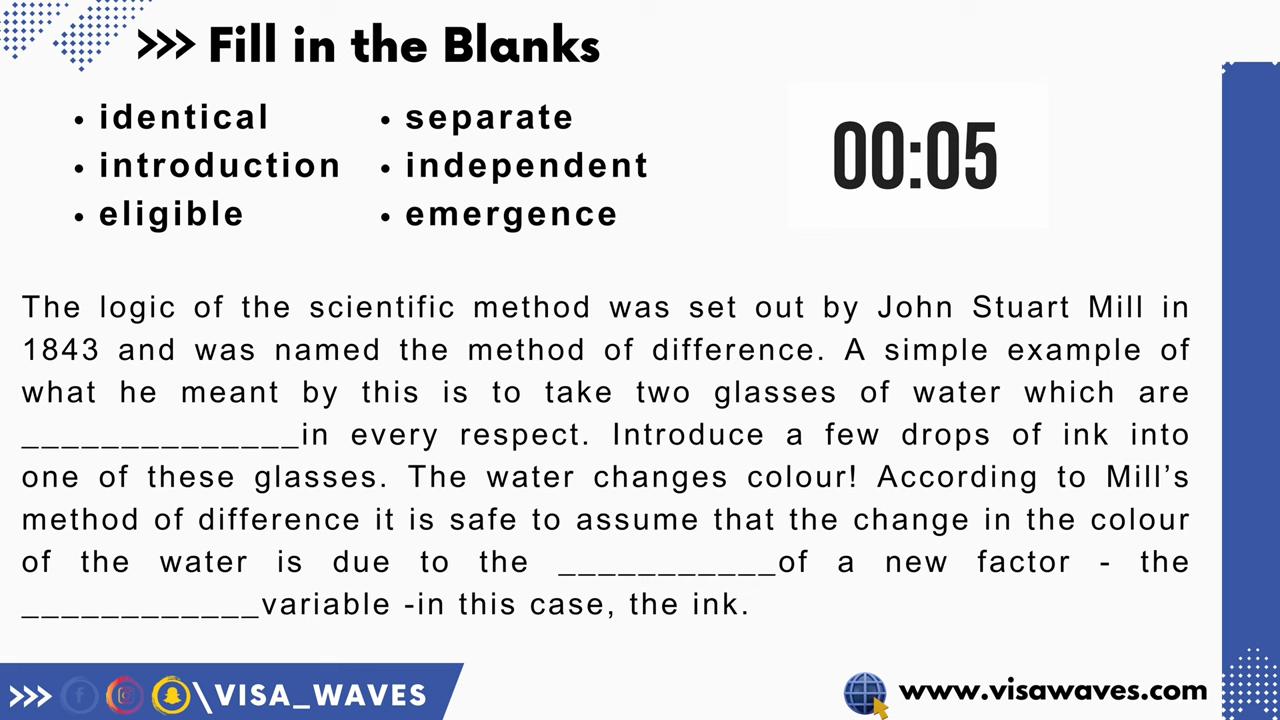 >>> Fill in the Blanks
• identical
• introduction
• eligible
• separate
• independent
• emergence
00:05
The logic of the scientific method was set out by John Stuart Mill in
1843 and was named the method of difference. A simple example of
what he meant by this is to take two glasses of water which are
______________in every respect. Introduce a few drops of ink into
one of these glasses. The water changes colour! According to Mill’s
method of difference it is safe to assume that the change in the colour
of the water is due to the ___________of a new factor - the
____________variable -in this case, the ink.
>>> \VISA_WAVES
www.visawaves.com